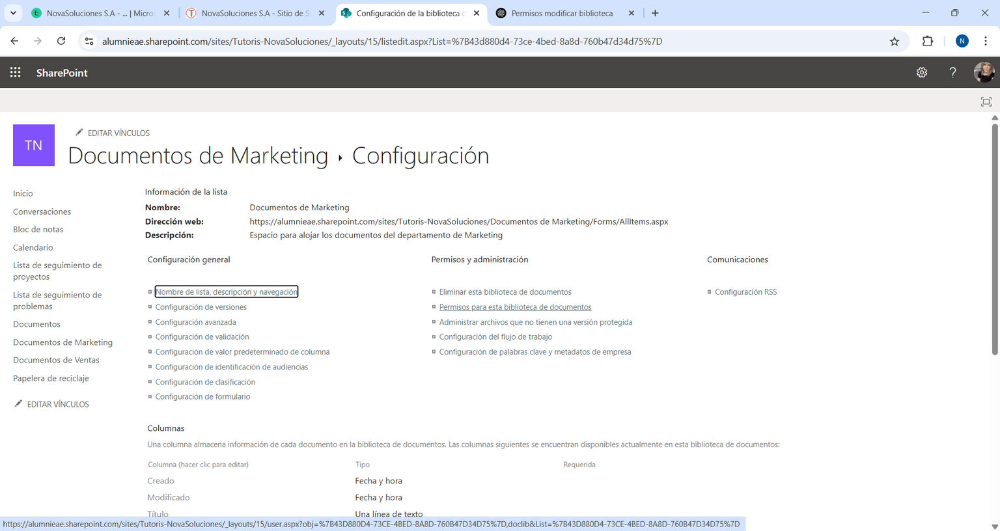 NovaSoluciones S.A - ... | Micros
NovaSoluciones S.A - Sitio de S
Configuración de la biblioteca d
Permisos modificar biblioteca
alumnieae.sharepoint.com/sites/Tutoris-NovaSoluciones/_layouts/15/listedit.aspx?List=%7B43d880d4-73ce-4bed-8a8d-760b47d34d75%7D
N
SharePoint
?
TN
EDITAR VÍNCULOS
Documentos de Marketing ▸ Configuración
Inicio
Conversaciones
Bloc de notas
Calendario
Lista de seguimiento de
proyectos
Lista de seguimiento de
problemas
Documentos
Documentos de Marketing
Documentos de Ventas
Papelera de reciclaje
EDITAR VÍNCULOS
Información de la lista
Nombre: Documentos de Marketing
Dirección web: https://alumnieae.sharepoint.com/sites/Tutoris-NovaSoluciones/Documentos de Marketing/Forms/AllItems.aspx
Descripción: Espacio para alojar los documentos del departamento de Marketing
Configuración general
Nombre de lista, descripción y navegación
Configuración de versiones
Configuración avanzada
Configuración de validación
Configuración de valor predeterminado de columna
Configuración de identificación de audiencias
Configuración de clasificación
Configuración de formulario
Permisos y administración
Eliminar esta biblioteca de documentos
Permisos para esta biblioteca de documentos
Administrar archivos que no tienen una versión protegida
Configuración del flujo de trabajo
Configuración de palabras clave y metadatos de empresa
Comunicaciones
Configuración RSS
Columnas
Una columna almacena información de cada documento en la biblioteca de documentos. Las columnas siguientes se encuentran disponibles actualmente en esta biblioteca de documentos:
Columna (hacer clic para editar) Tipo Requerida
Creado Fecha y hora
Modificado Fecha y hora
Título Una línea de texto
https://alumnieae.sharepoint.com/sites/Tutoris-NovaSoluciones/_layouts/15/user.aspx?obj=%7B43D880D4-73CE-4BED-8A8D-760B47D34D75%7D,doclib&List=%7B43D880D4-73CE-4BED-8A8D-760B47D34D75%7D